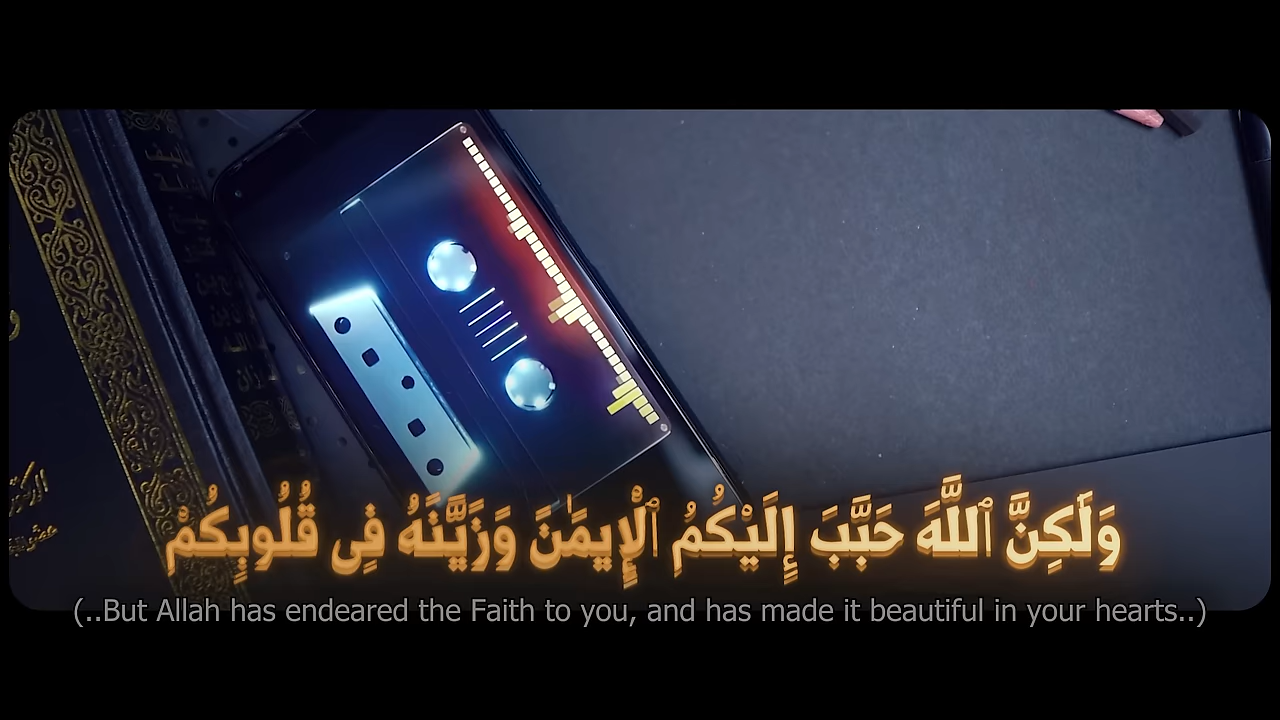 وَلَٰكِنَّ ٱللَّهَ حَبَّبَ إِلَيْكُمُ ٱلْإِيمَٰنَ وَزَيَّنَهُۥ فِى قُلُوبِكُمْ
(..But Allah has endeared the Faith to you, and has made it beautiful in your hearts..)